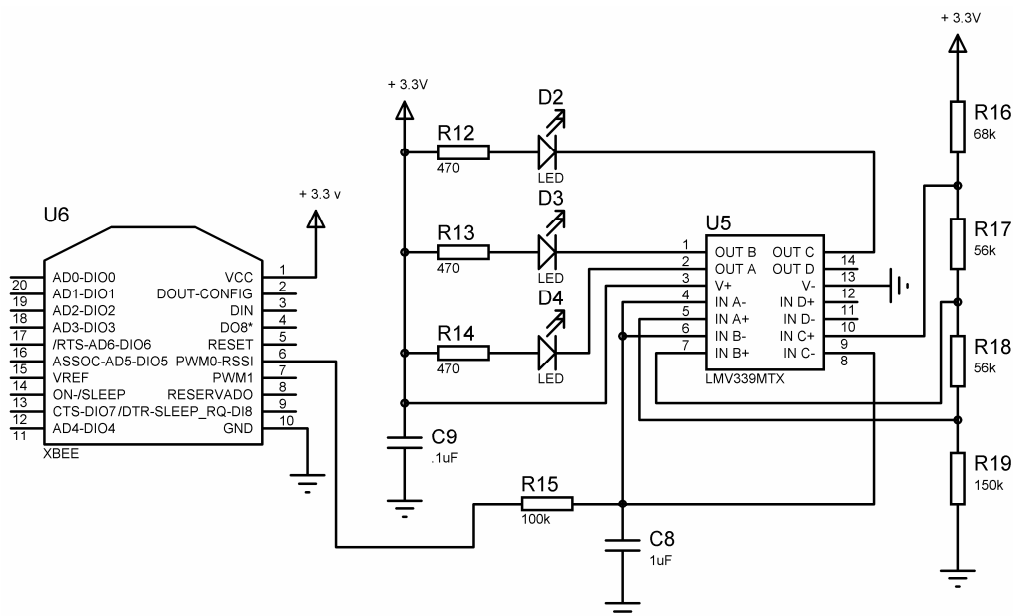 + 3.3V
R16
68k
R17
56k
R18
56k
R19
150k
+ 3.3V
R12
470
D2
LED
R13
470
D3
LED
R14
470
D4
LED
C9
.1uF
R15
100k
C8
1uF
U5
1 OUT B
2 OUT A
3 V+
4 IN A-
5 IN A+
6 IN B-
7 IN B+
OUT C
OUT D 14
V- 13
IN D+ 12
IN D- 11
IN C+ 10
IN C- 9
8
LMV339MTX
+ 3.3 v
U6
AD0-DIO0
20 AD1-DIO1
19 AD2-DIO2
18 AD3-DIO3
17 /RTS-AD6-DIO6
16 ASSOC-AD5-DIO5
15 VREF
14 ON-/SLEEP
13 CTS-DIO7
12 AD4-DIO4
11
VCC 1
DOUT-CONFIG 2
DIN 3
DO8* 4
RESET 5
PWM0-RSSI 6
PWM1 7
RESERVADO 8
/DTR-SLEEP_RQ-DI8 9
GND 10
XBEE